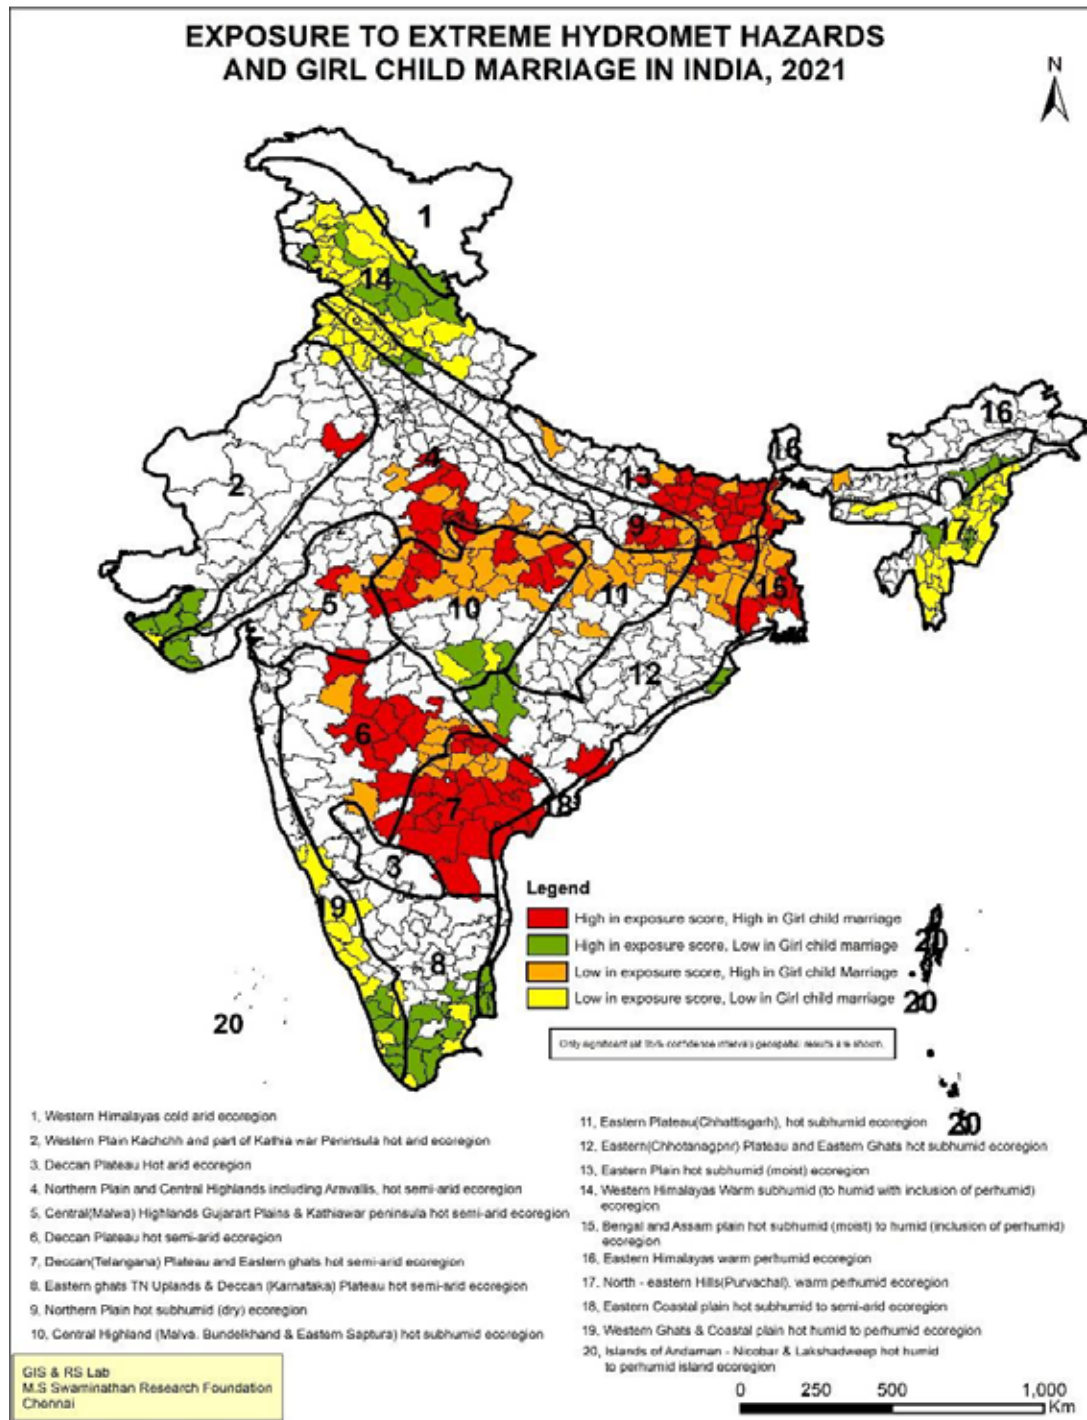 EXPOSURE TO EXTREME HYDROMET HAZARDS
AND GIRL CHILD MARRIAGE IN INDIA, 2021
N
1
14
16
16
2
4
13
9
17
5
10
11
15
12
6
7
18
3
Legend
High in exposure score, High in Girl child marriage
High in exposure score, Low in Girl child marriage
Low in exposure score, High in Girl child Marriage
Low in exposure score, Low in Girl child marriage
19
8
20
20
20
20
Only significant (at 95% confidence interval) geospatial results are shown.
1, Western Himalayas cold arid ecoregion
2, Western Plain Kachchh and part of Kathia war Peninsula hot arid ecoregion
3, Deccan Plateau Hot arid ecoregion
4, Northern Plain and Central Highlands including Aravallis, hot semi-arid ecoregion
5, Central(Malwa) Highlands Gujarart Plains & Kathiawar peninsula hot semi-arid ecoregion
6, Deccan Plateau hot semi-arid ecoregion
7, Deccan(Telangana) Plateau and Eastern ghats hot semi-arid ecoregion
8, Eastern ghats TN Uplands & Deccan (Karnataka) Plateau hot semi-arid ecoregion
9, Northern Plain hot subhumid (dry) ecoregion
10, Central Highland (Malva. Bundelkhand & Eastern Saptura) hot subhumid ecoregion
11, Eastern Plateau(Chhattisgarh), hot subhumid ecoregion
12, Eastern(Chhotanagpnr) Plateau and Eastern Ghats hot subhumid ecoregion
13, Eastern Plain hot subhumid (moist) ecoregion
14, Western Himalayas Warm subhumid (to humid with inclusion of perhumid)
ecoregion
15, Bengal and Assam plain hot subhumid (moist) to humid (inclusion of perhumid)
ecoregion
16, Eastern Himalayas warm perhumid ecoregion
17, North - eastern Hills(Purvachal). warm perhumid ecoregion
18, Eastern Coastal plain hot subhumid to semi-arid ecoregion
19, Western Ghats & Coastal plain hot humid to perhumid ecoregion
20, Islands of Andaman - Nicobar & Lakshadweep hot humid
to perhumid island ecoregion
GIS & RS Lab
M.S Swaminathan Research Foundation
Chennai
0 250 500 1,000
Km